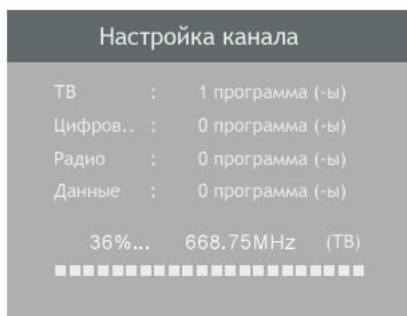 Настройка канала
ТВ : 1 программа (-ы)
Цифров.. : 0 программа (-ы)
Радио : 0 программа (-ы)
Данные : 0 программа (-ы)
36%... 668.75MHz (ТВ)